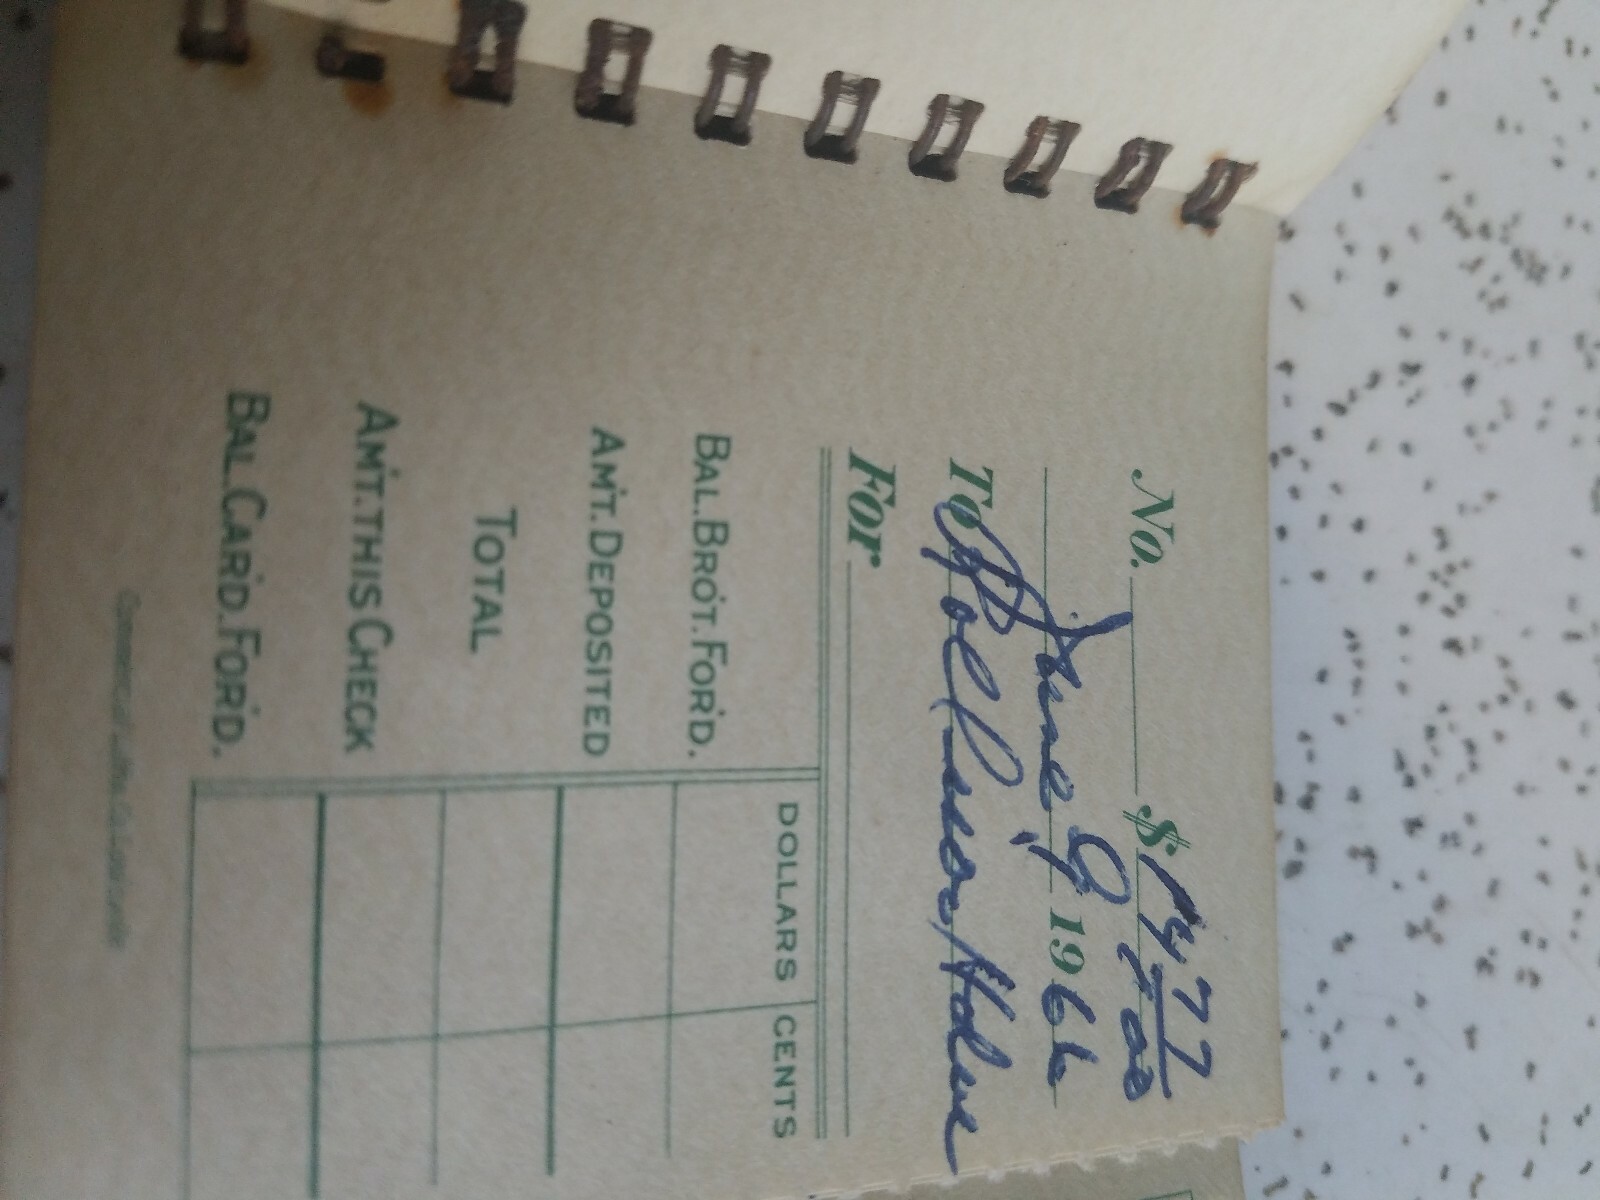 No. $ 14 77/100
June 9, 1966
To
For
DOLLARS CENTS
BAL. BRO'T. FOR'D.
AM'T. DEPOSITED
TOTAL
AM'T. THIS CHECK
BAL. CAR'D. FOR'D.